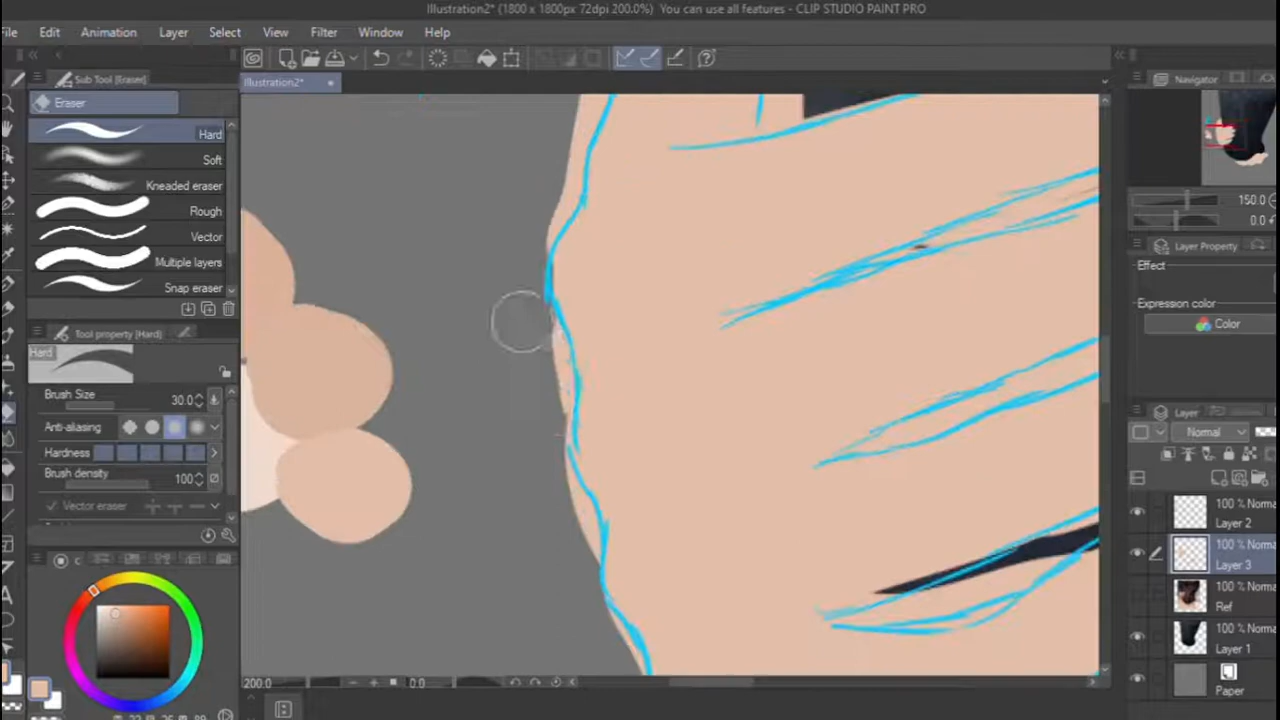 Illustration2* (1800 x 1800px 72dpi 200.0%) You can use all features - CLIP STUDIO PAINT PRO
File Edit Animation Layer Select View Filter Window Help
Sub Tool [Eraser]
Illustration2*
Navigator
Eraser
Hard
Soft
Kneaded eraser
Rough
Vector
Multiple layers
Snap eraser
150.0
0.0
Layer Property
Effect
Expression color
Color
Tool property [Hard]
Hard
Brush Size 30.0
Anti-aliasing
Hardness
Brush density 100
Vector eraser
Layer
Normal
100 % Norma
Layer 2
100 % Norma
Layer 3
100 % Norma
Ref
100 % Norma
Layer 1
Paper
200.0 0.0